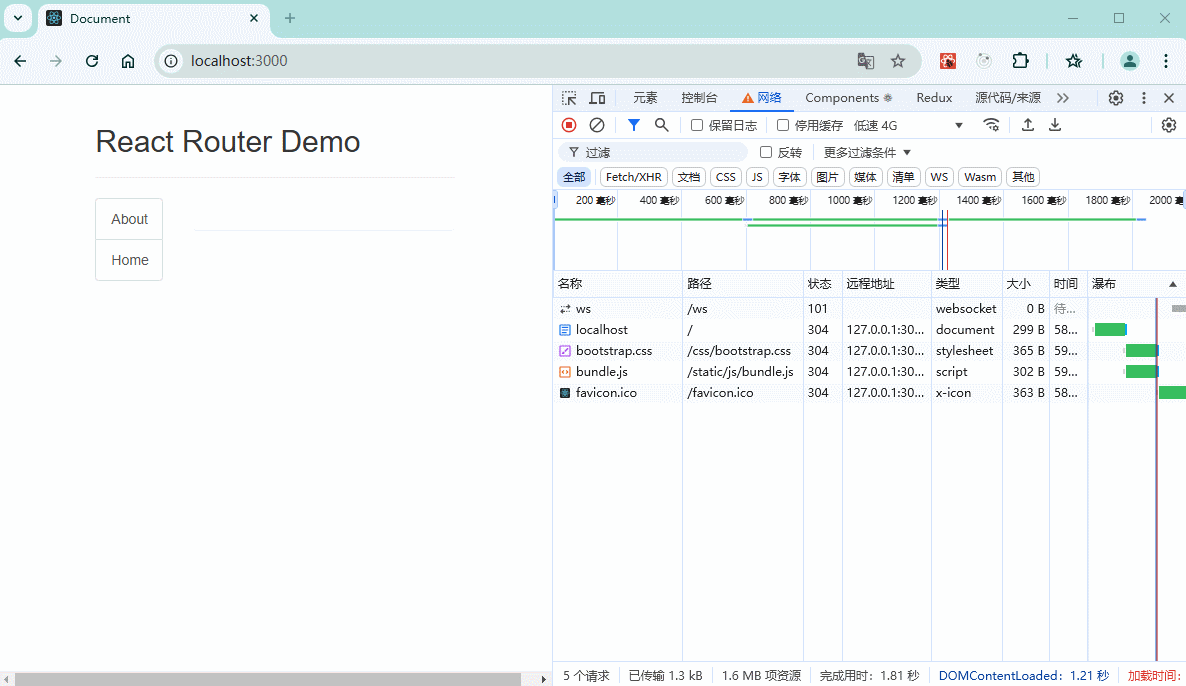 Document
localhost:3000
React Router Demo
About
Home
元素 控制台 网络 Components Redux 源代码/来源
保留日志 停用缓存 低速 4G
过滤 反转 更多过滤条件
全部 Fetch/XHR 文档 CSS JS 字体 图片 媒体 清单 WS Wasm 其他
200 毫秒 400 毫秒 600 毫秒 800 毫秒 1000 毫秒 1200 毫秒 1400 毫秒 1600 毫秒 1800 毫秒 2000 毫
名称 路径 状态 远程地址 类型 大小 时间 瀑布
ws /ws 101 websocket 0 B 待...
localhost / 304 127.0.0.1:30... document 299 B 58...
bootstrap.css /css/bootstrap.css 304 127.0.0.1:30... stylesheet 365 B 59...
bundle.js /static/js/bundle.js 304 127.0.0.1:30... script 302 B 59...
favicon.ico /favicon.ico 304 127.0.0.1:30... x-icon 363 B 58...
5 个请求 已传输 1.3 kB 1.6 MB 项资源 完成用时：1.81 秒 DOMContentLoaded：1.21 秒 加载时间：